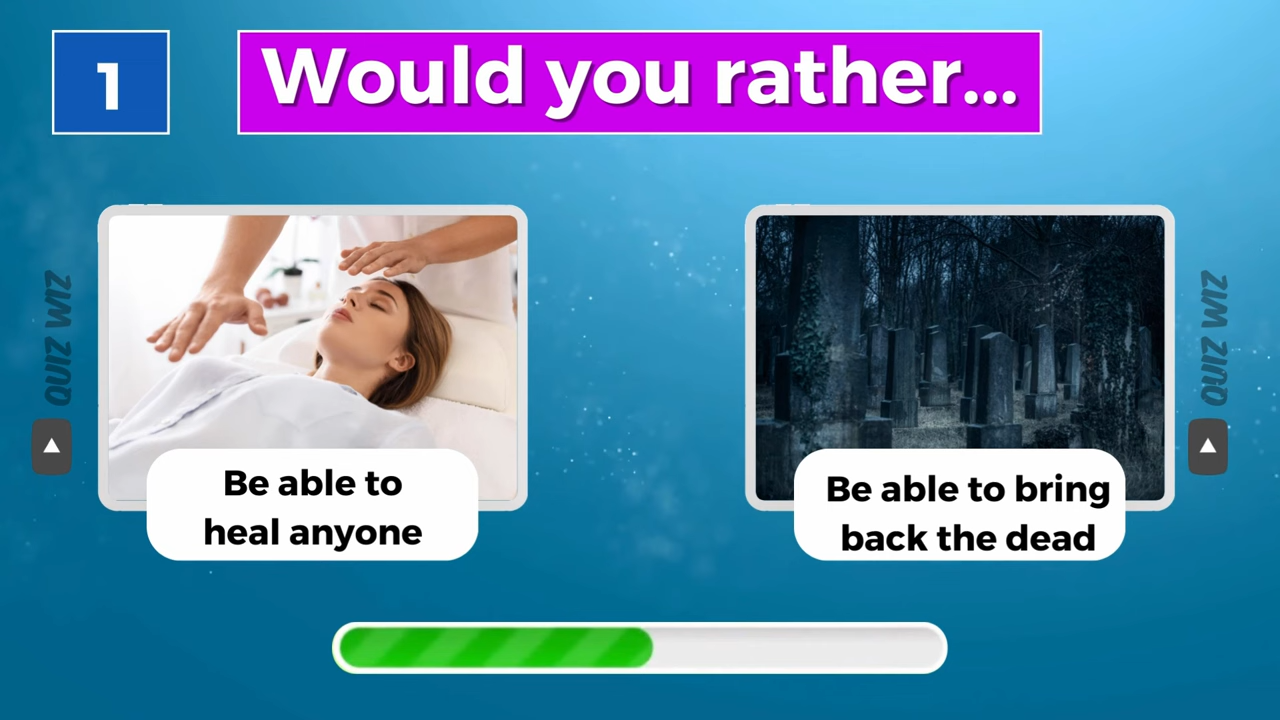 1
Would you rather...
QUIZ WIZ
QUIZ WIZ
Be able to
heal anyone
Be able to bring
back the dead